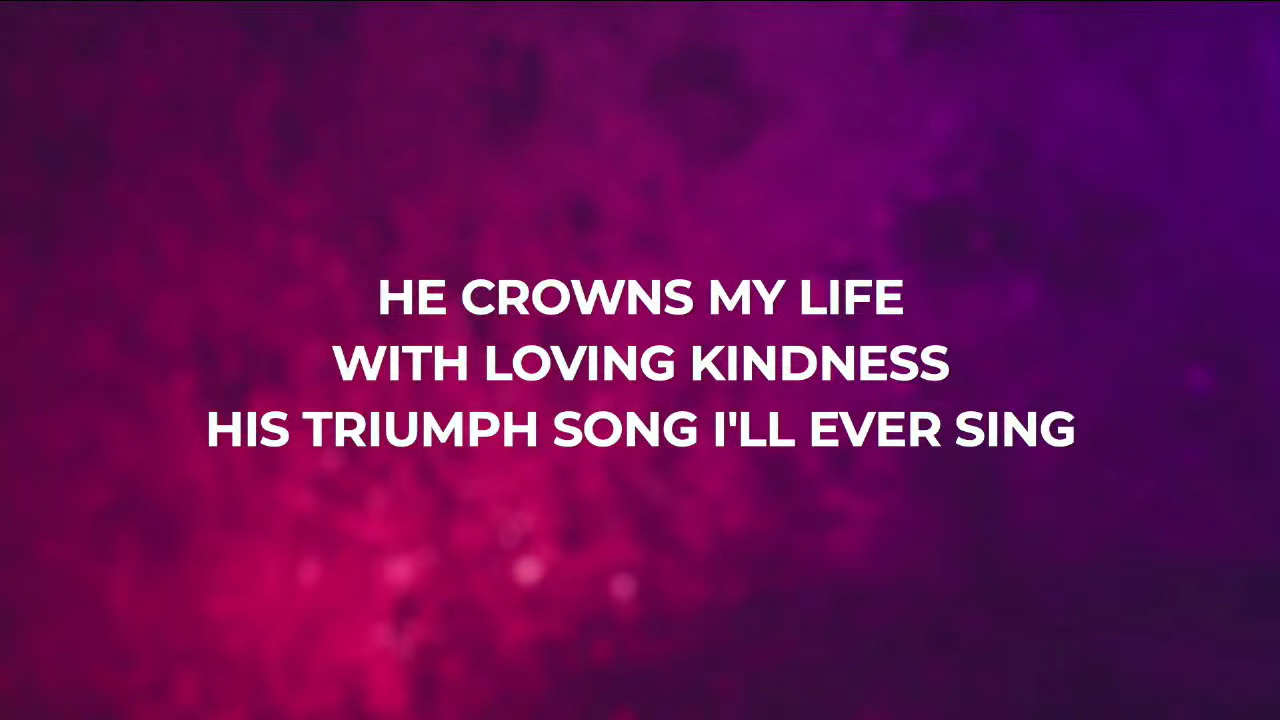 HE CROWNS MY LIFE
WITH LOVING KINDNESS
HIS TRIUMPH SONG I'LL EVER SING